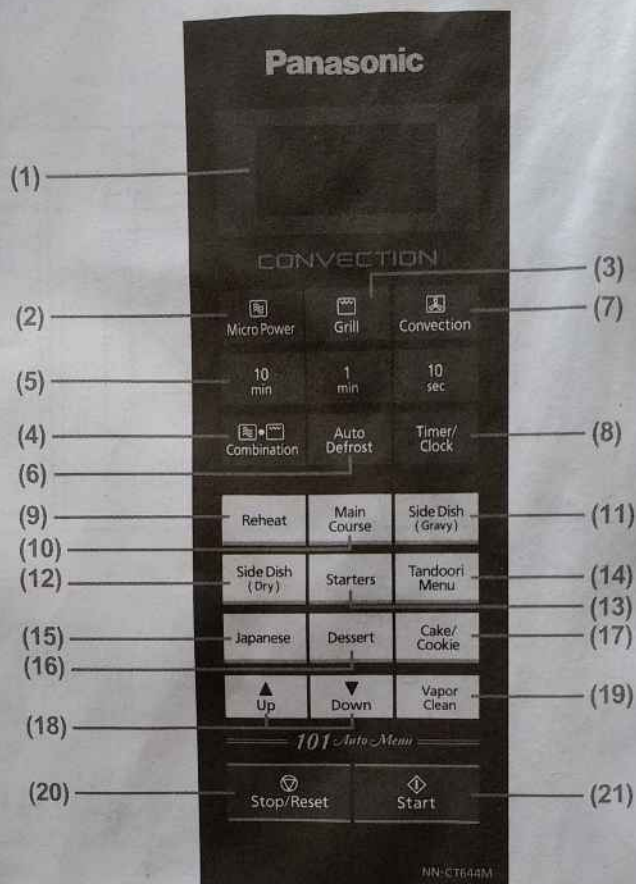 Panasonic
(1)
CONVECTION
(3)
(2) Micro Power Grill Convection (7)
(5) 10 min 1 min 10 sec
(4) Combination Auto Defrost Timer/ Clock (8)
(6)
(9) Reheat Main Course Side Dish (Gravy) (11)
(10)
(12) Side Dish (Dry) Starters Tandoori Menu (14)
(13)
(15) Japanese Dessert Cake/ Cookie (17)
(16)
Up Down Vapor Clean (19)
(18)
101 Auto Menu
(20) Stop/Reset Start (21)
NN-CT644M